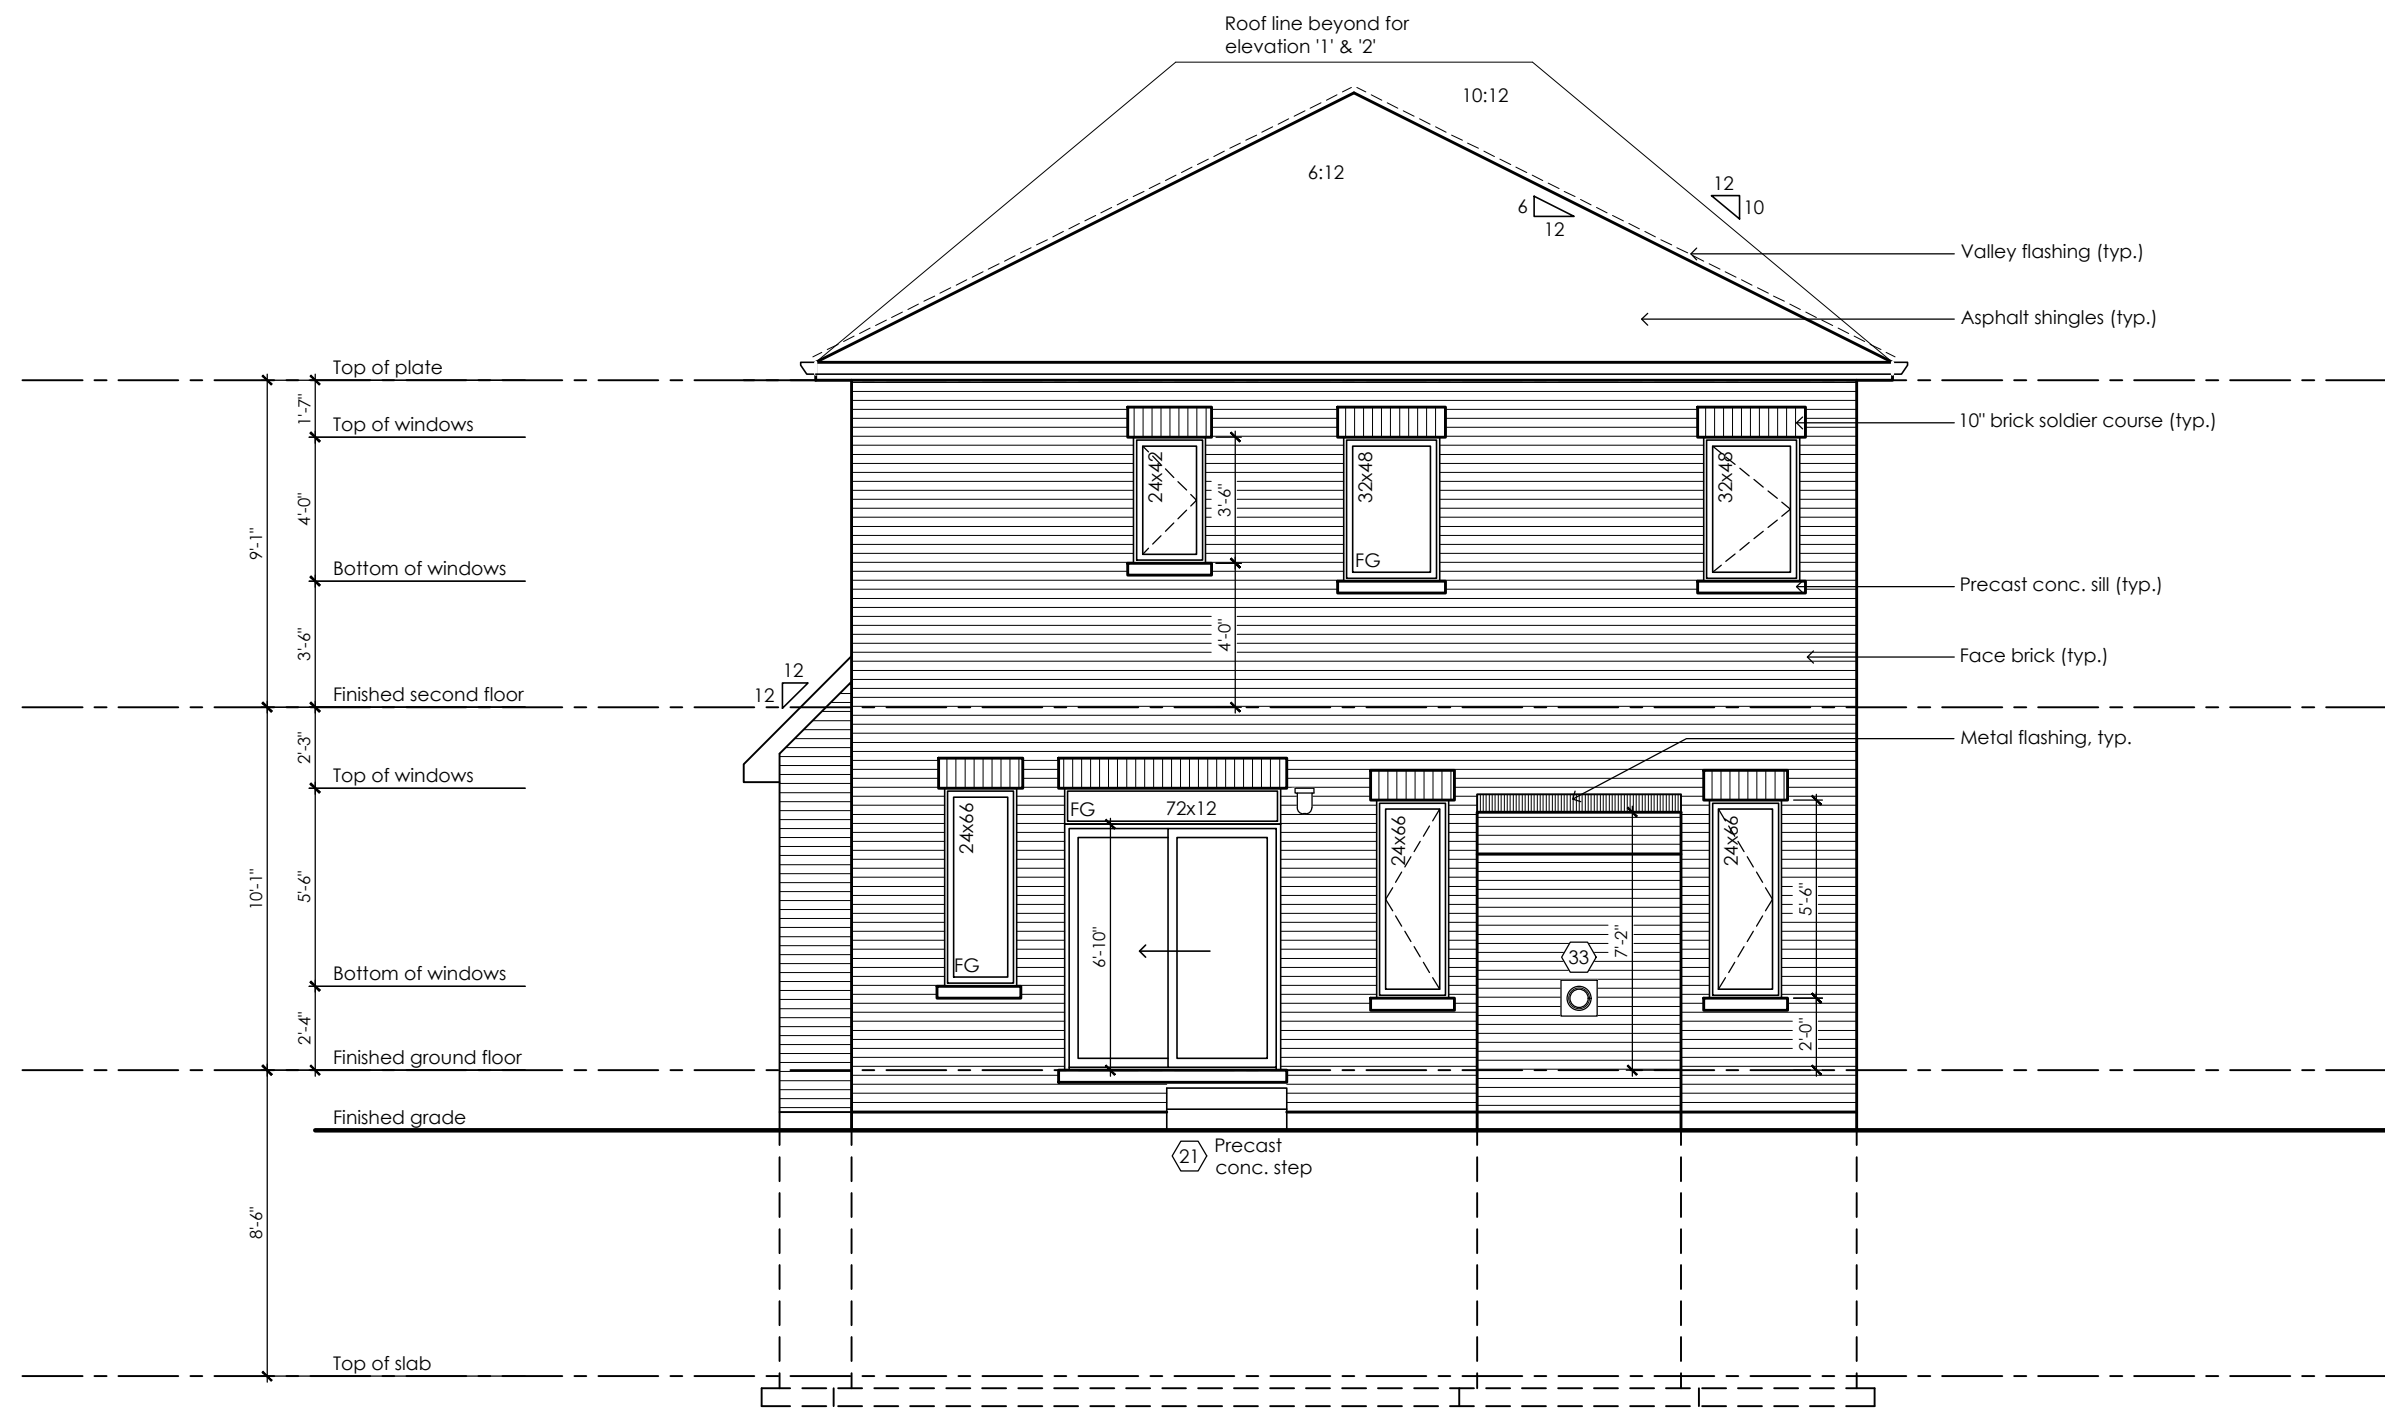 Roof line beyond for
elevation '1' & '2'
10:12
6:12
12
10
6
12
Valley flashing (typ.)
Asphalt shingles (typ.)
Top of plate
1'-7"
Top of windows
10" brick soldier course (typ.)
24x42
32x48
32x48
4'-0"
3'-6"
9'-1"
FG
Bottom of windows
Precast conc. sill (typ.)
3'-6"
4'-0"
Face brick (typ.)
12
12
Finished second floor
2'-3"
Metal flashing, typ.
Top of windows
FG
72x12
24x66
24x66
24x66
10'-1"
5'-6"
5'-6"
6'-10"
7'-2"
33
FG
Bottom of windows
2'-4"
2'-0"
Finished ground floor
Finished grade
21
Precast
conc. step
8'-6"
Top of slab